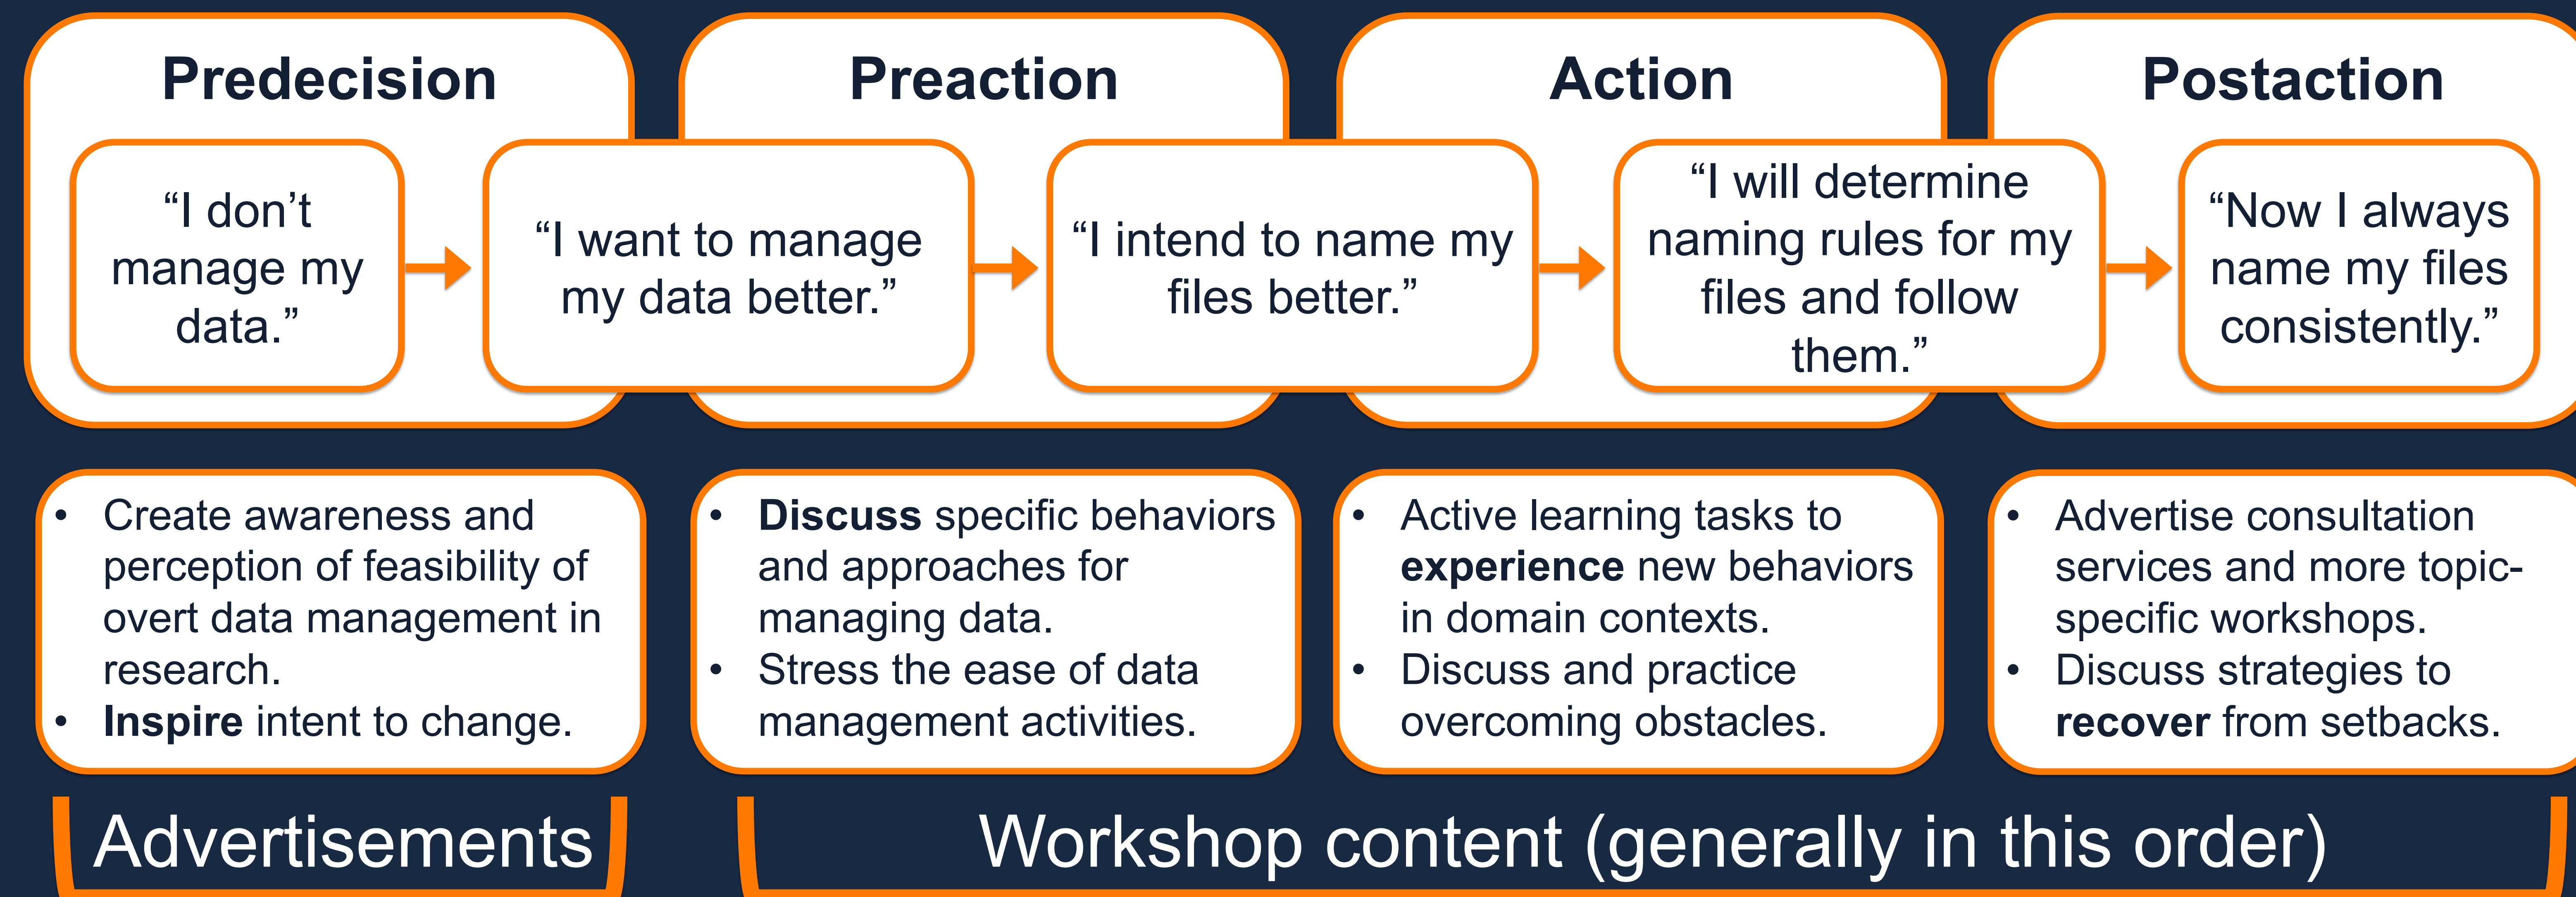 Predecision
Preaction
Action
Postaction
“I don’t
manage my
data.”
“I want to manage
my data better.”
“I intend to name my
files better.”
“I will determine
naming rules for my
files and follow
them.”
“Now I always
name my files
consistently.”
• Create awareness and
perception of feasibility of
overt data management in
research.
• Inspire intent to change.
• Discuss specific behaviors
and approaches for
managing data.
• Stress the ease of data
management activities.
• Active learning tasks to
experience new behaviors
in domain contexts.
• Discuss and practice
overcoming obstacles.
• Advertise consultation
services and more topic-
specific workshops.
• Discuss strategies to
recover from setbacks.
Advertisements
Workshop content (generally in this order)